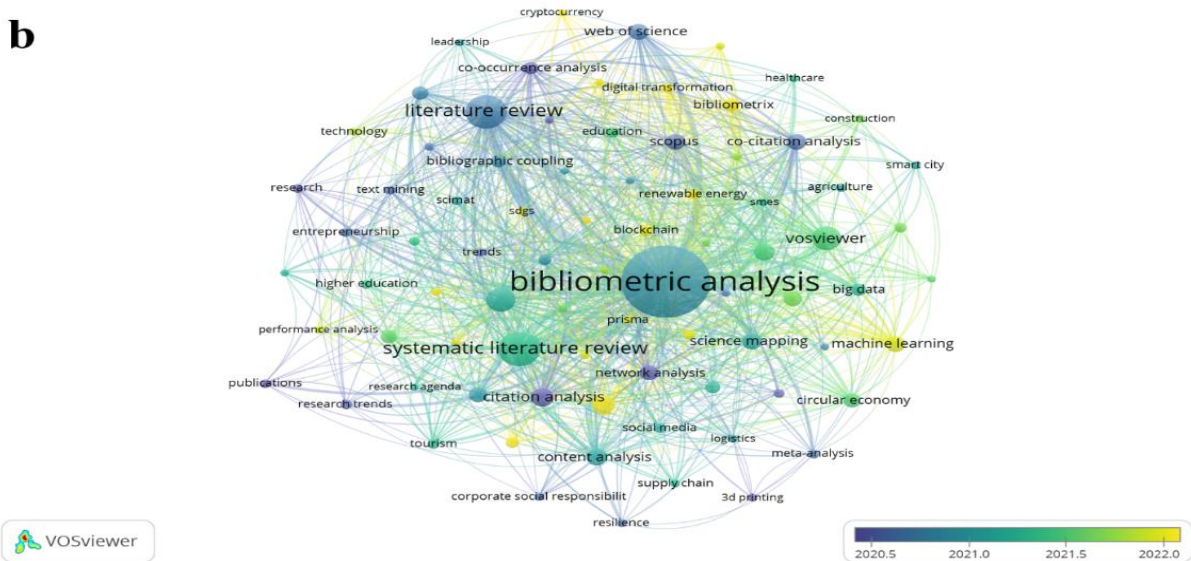 b
cryptocurrency
web of science
leadership
co-occurrence analysis
healthcare
digital transformation
bibliometrix
literature review
construction
technology
education
scopus
co-citation analysis
bibliographic coupling
smart city
research
text mining
renewable energy
agriculture
scimat
smes
sdgs
entrepreneurship
blockchain
vosviewer
trends
bibliometric analysis
higher education
big data
prisma
performance analysis
systematic literature review
science mapping
machine learning
network analysis
publications
research agenda
citation analysis
circular economy
research trends
social media
tourism
logistics
content analysis
meta-analysis
supply chain
corporate social responsibilit
3d printing
resilience
VOSviewer
2020.5
2021.0
2021.5
2022.0